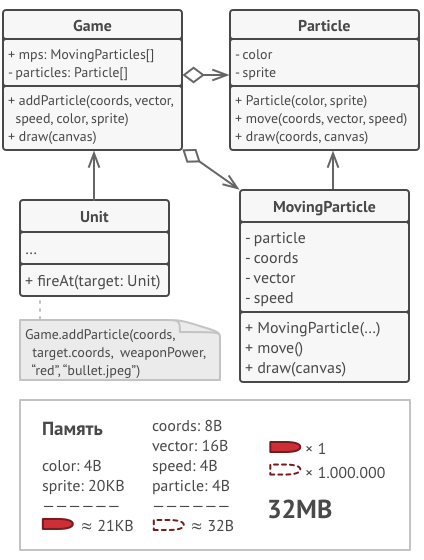 Game
+ mps: MovingParticles[]
- particles: Particle[]
+ addParticle(coords, vector,
speed, color, sprite)
+ draw(canvas)
Particle
- color
- sprite
+ Particle(color, sprite)
+ move(coords, vector, speed)
+ draw(coords, canvas)
Unit
...
+ fireAt(target: Unit)
Game.addParticle(coords,
target.coords, weaponPower,
“red”, “bullet.jpeg”)
MovingParticle
- particle
- coords
- vector
- speed
+ MovingParticle(...)
+ move()
+ draw(canvas)
Память
color: 4B
sprite: 20KB
≈ 21KB
coords: 8B
vector: 16B
speed: 4B
particle: 4B
≈ 32B
× 1
× 1.000.000
32MB